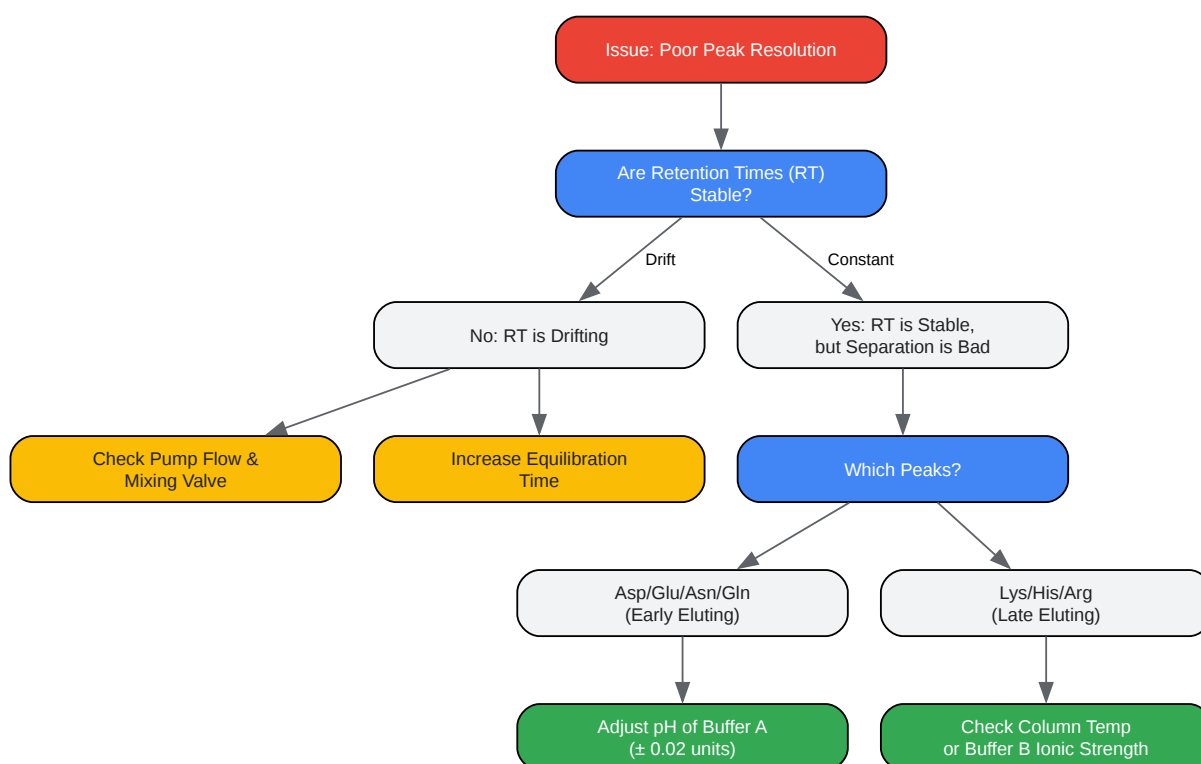 Issue: Poor Peak Resolution
Are Retention Times (RT)
Stable?
Drift
Constant
No: RT is Drifting
Yes: RT is Stable,
but Separation is Bad
Check Pump Flow &
Mixing Valve
Increase Equilibration
Time
Which Peaks?
Asp/Glu/Asn/Gln
(Early Eluting)
Lys/His/Arg
(Late Eluting)
Adjust pH of Buffer A
(± 0.02 units)
Check Column Temp
or Buffer B Ionic Strength